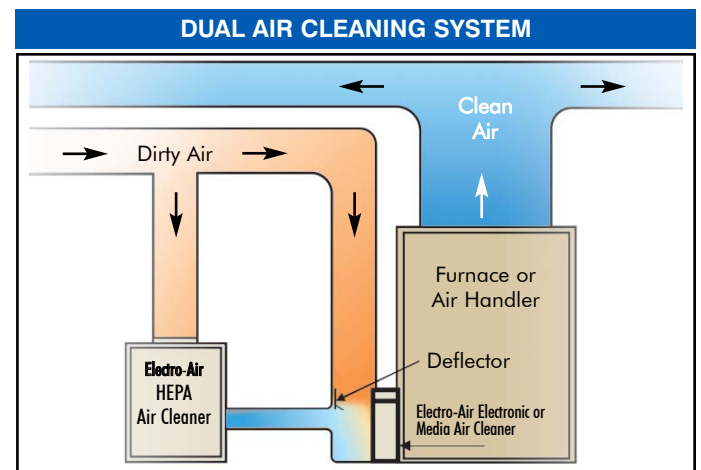 DUAL AIR CLEANING SYSTEM
Clean
Air
Dirty Air
Furnace or
Air Handler
Electro-Air
HEPA
Air Cleaner
Deflector
Electro-Air Electronic or
Media Air Cleaner